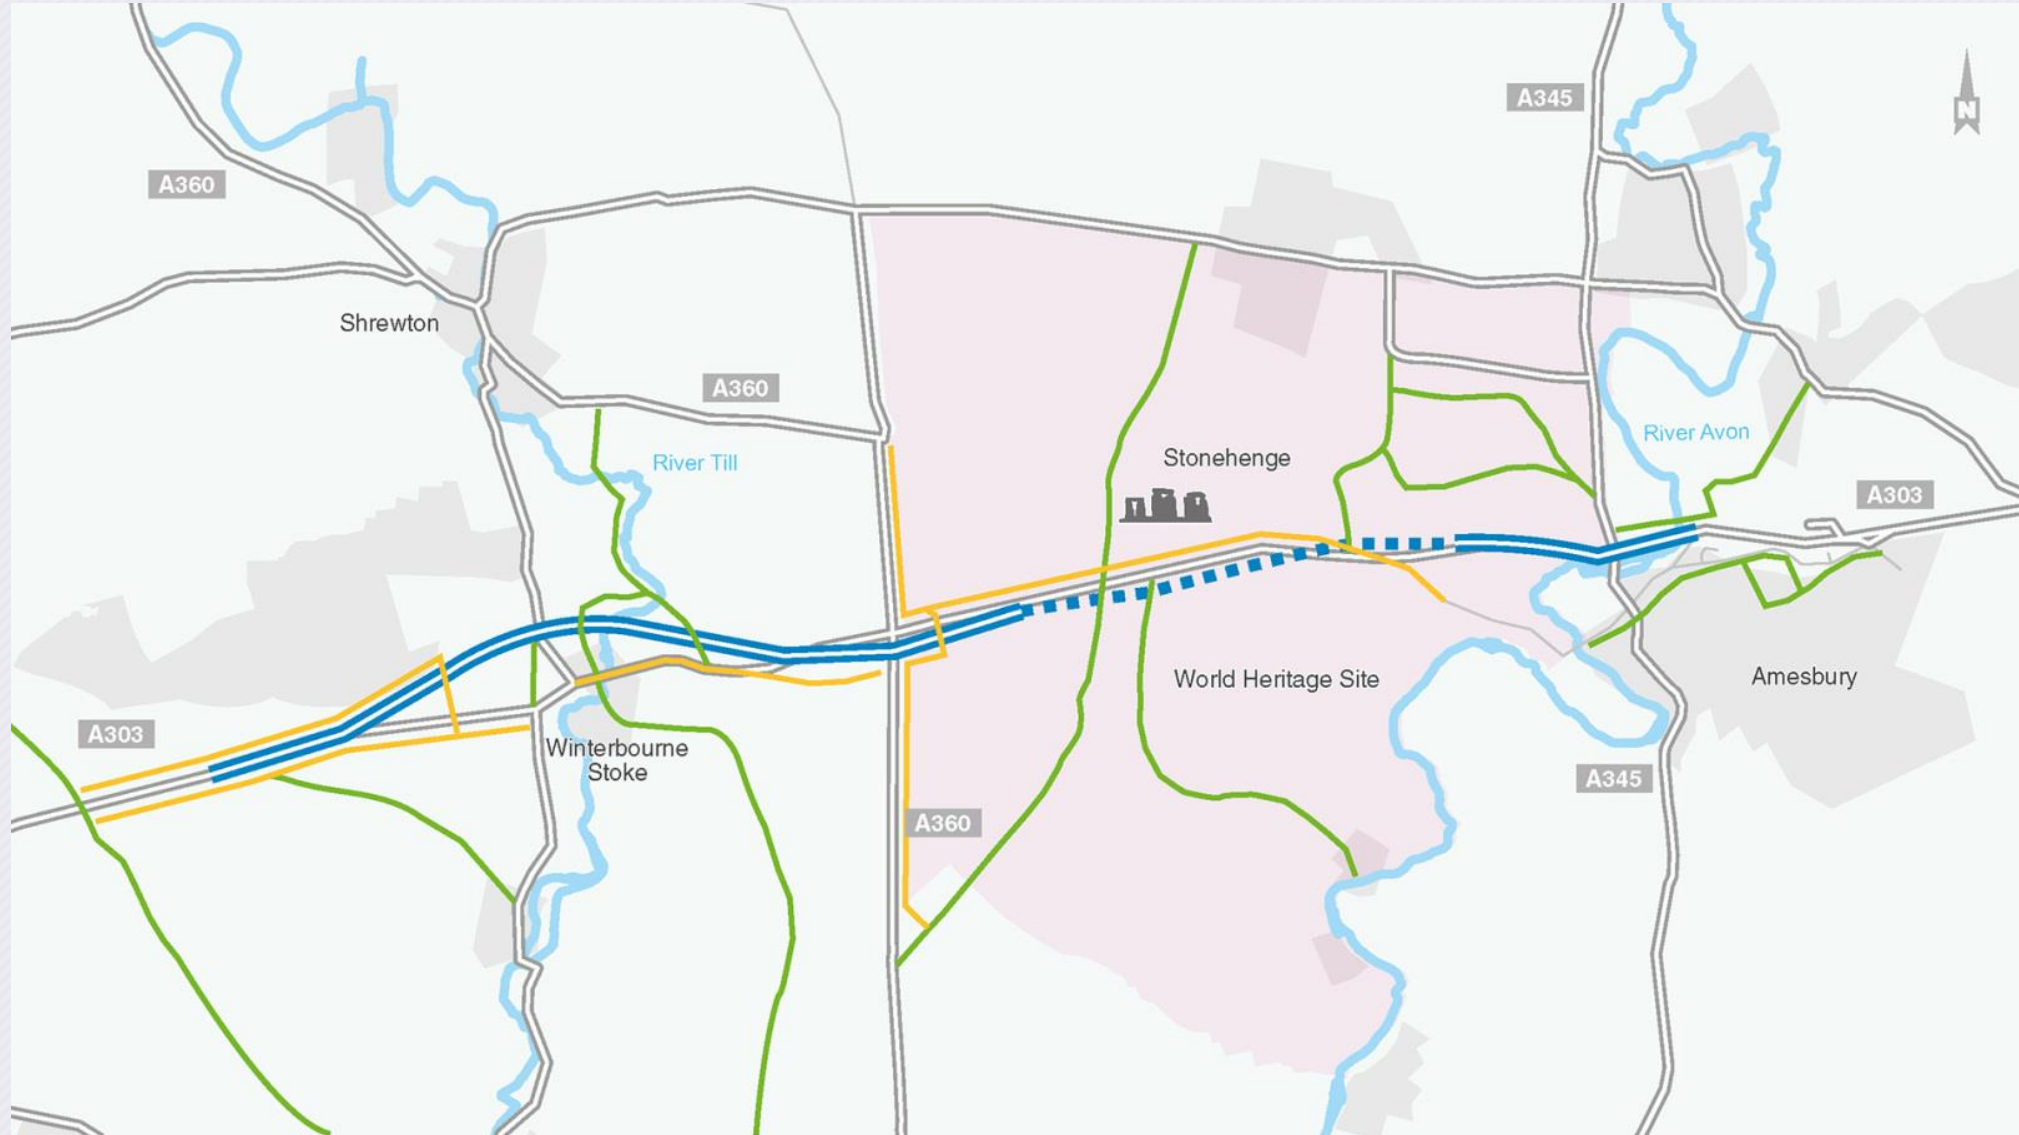 A345
N
A360
Shrewton
A360
River Till
River Avon
Stonehenge
A303
World Heritage Site
Amesbury
A303
Winterbourne
Stoke
A345
A360